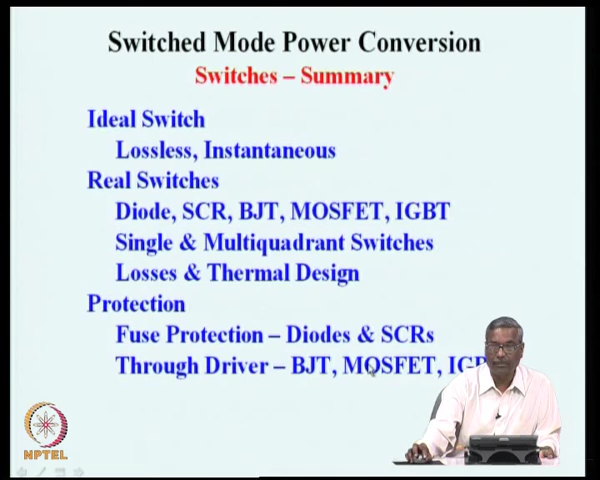 Switched Mode Power Conversion
Switches – Summary
Ideal Switch
Lossless, Instantaneous
Real Switches
Diode, SCR, BJT, MOSFET, IGBT
Single & Multiquadrant Switches
Losses & Thermal Design
Protection
Fuse Protection – Diodes & SCRs
Through Driver – BJT, MOSFET,
NPTEL